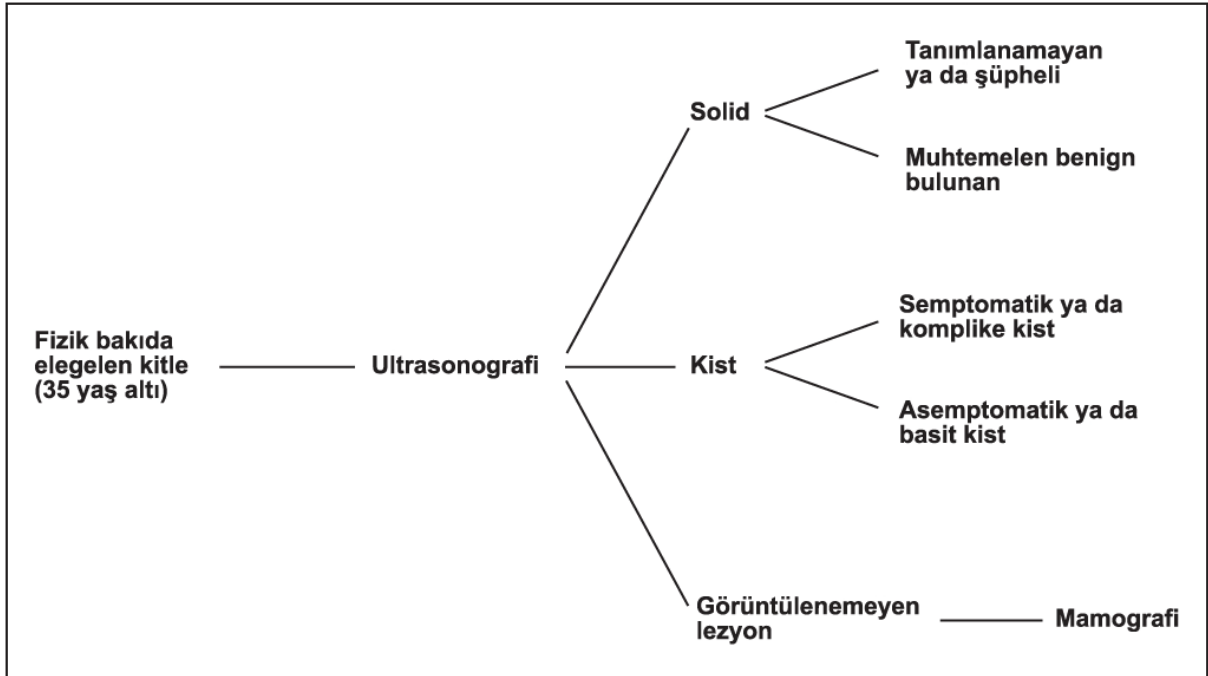 Tanımlanamayan
ya da şüpheli
Solid
Muhtemelen benign
bulunan
Fizik bakıda
elegelen kitle
(35 yaş altı)
Ultrasonografi
Kist
Semptomatik ya da
komplike kist
Asemptomatik ya da
basit kist
Görüntülenemeyen
lezyon
Mamografi